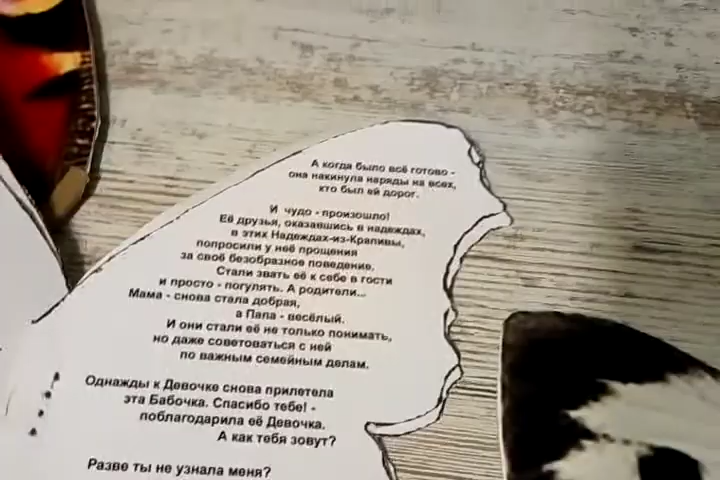 А когда было всё готово -
она накинула наряды на всех,
кто был ей дорог.
И чудо - произошло!
Её друзья, оказавшись в надеждах,
в этих Надеждах-из-Крапивы,
попросили у неё прощения
за своё безобразное поведение.
Стали звать её к себе в гости
и просто - погулять. А родители...
Мама - снова стала добрая,
а Папа - весёлый.
И они стали её не только понимать,
но даже советоваться с ней
по важным семейным делам.
Однажды к Девочке снова прилетела
эта Бабочка. Спасибо тебе! -
поблагодарила её Девочка.
А как тебя зовут?
Разве ты не узнала меня?